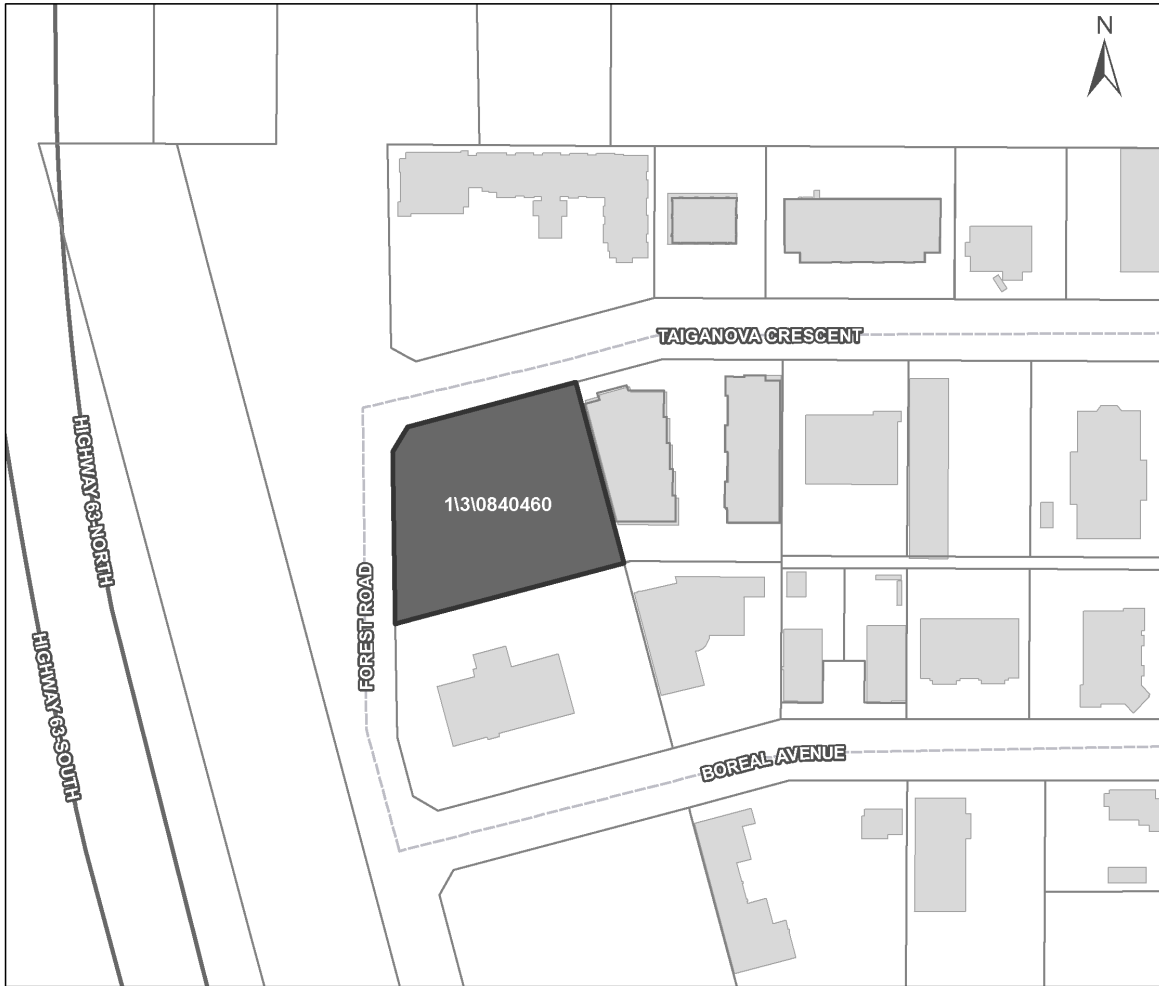 N
TAIGANOVA CRESCENT
HIGHWAY 63 NORTH
1\3\0840460
FOREST ROAD
HIGHWAY 63 SOUTH
BOREAL AVENUE